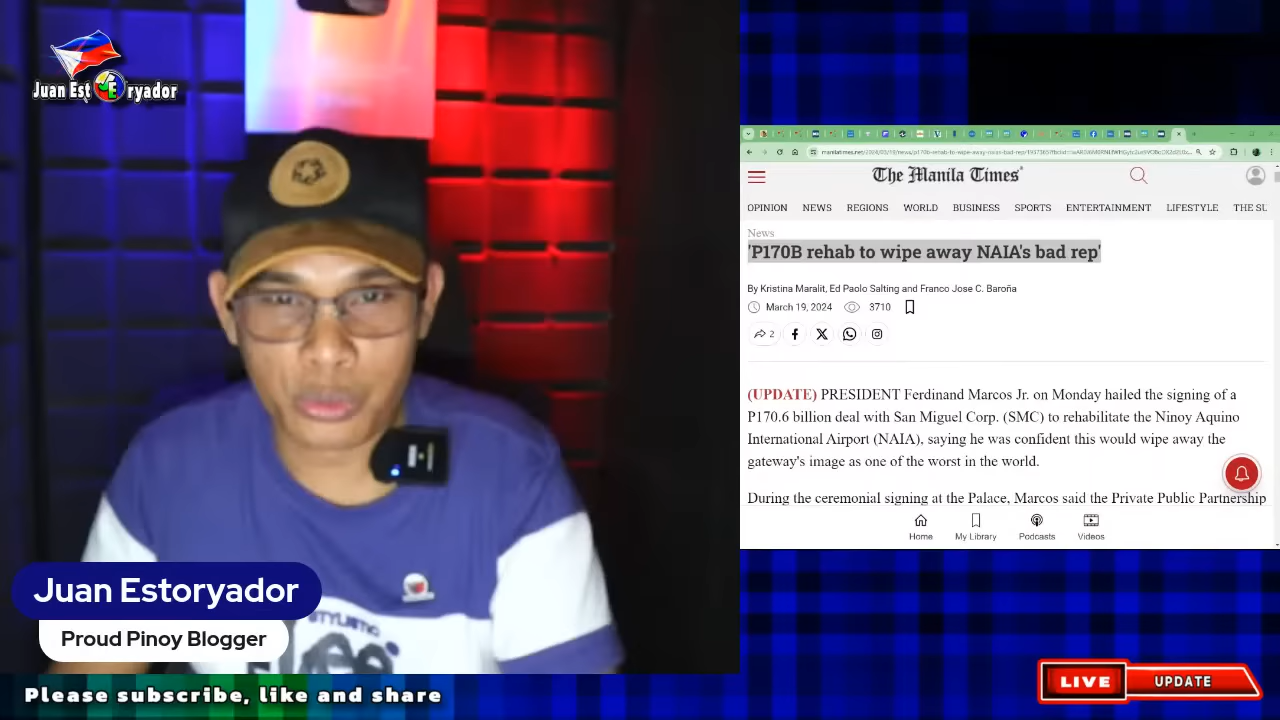 Juan Est ryador
The Manila Times
OPINION NEWS REGIONS WORLD BUSINESS SPORTS ENTERTAINMENT LIFESTYLE THE SU
News
'P170B rehab to wipe away NAIA's bad rep'
By Kristina Maralit, Ed Paolo Salting and Franco Jose C. Baroña
March 19, 2024 3710
2
(UPDATE) PRESIDENT Ferdinand Marcos Jr. on Monday hailed the signing of a
P170.6 billion deal with San Miguel Corp. (SMC) to rehabilitate the Ninoy Aquino
International Airport (NAIA), saying he was confident this would wipe away the
gateway's image as one of the worst in the world.
During the ceremonial signing at the Palace, Marcos said the Private Public Partnership
Home My Library Podcasts Videos
Juan Estoryador
Proud Pinoy Blogger
Please subscribe, like and share
LIVE UPDATE